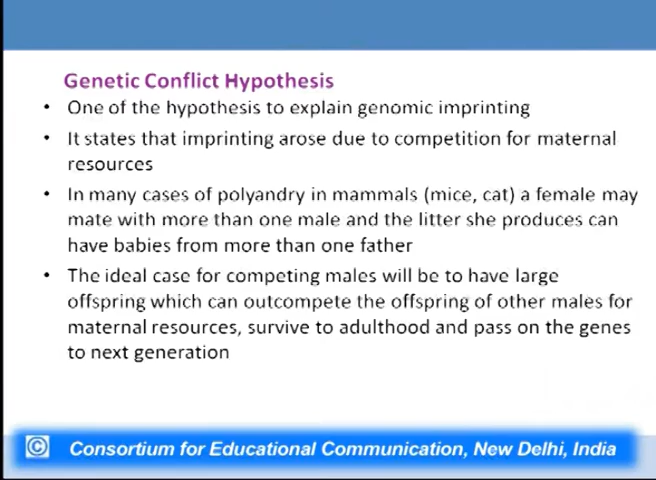 Genetic Conflict Hypothesis
• One of the hypothesis to explain genomic imprinting
• It states that imprinting arose due to competition for maternal
resources
• In many cases of polyandry in mammals (mice, cat) a female may
mate with more than one male and the litter she produces can
have babies from more than one father
• The ideal case for competing males will be to have large
offspring which can outcompete the offspring of other males for
maternal resources, survive to adulthood and pass on the genes
to next generation
© Consortium for Educational Communication, New Delhi, India